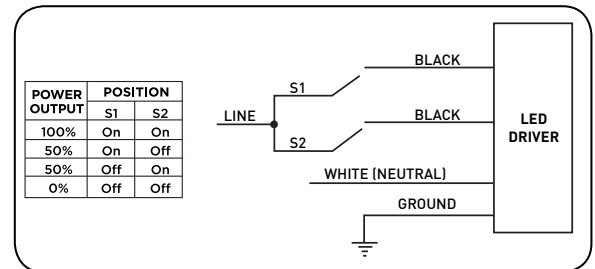 POWER OUTPUT POSITION
S1 S2
100% On On
50% On Off
50% Off On
0% Off Off
LINE
S1
S2
BLACK
BLACK
WHITE (NEUTRAL)
GROUND
LED
DRIVER